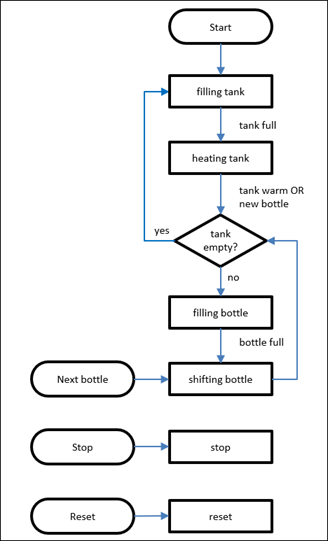 Start
filling tank
tank full
heating tank
tank warm OR
new bottle
yes
tank
empty?
no
filling bottle
bottle full
Next bottle
shifting bottle
Stop
stop
Reset
reset